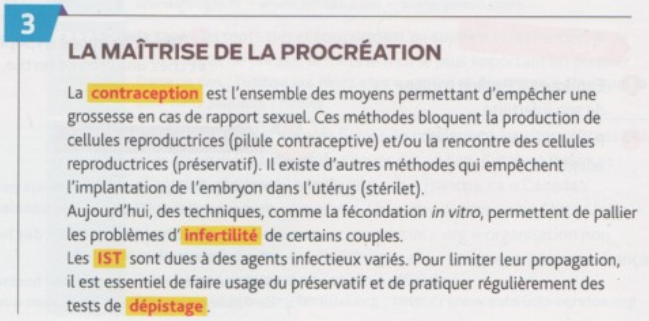 3
LA MAÎTRISE DE LA PROCRÉATION
La contraception est l'ensemble des moyens permettant d'empêcher une
grossesse en cas de rapport sexuel. Ces méthodes bloquent la production de
cellules reproductrices (pilule contraceptive) et/ou la rencontre des cellules
reproductrices (préservatif). Il existe d'autres méthodes qui empêchent
l'implantation de l'embryon dans l'utérus (stérilet).
Aujourd'hui, des techniques, comme la fécondation in vitro, permettent de pallier
les problèmes d'infertilité de certains couples.
Les IST sont dues à des agents infectieux variés. Pour limiter leur propagation,
il est essentiel de faire usage du préservatif et de pratiquer régulièrement des
tests de dépistage.